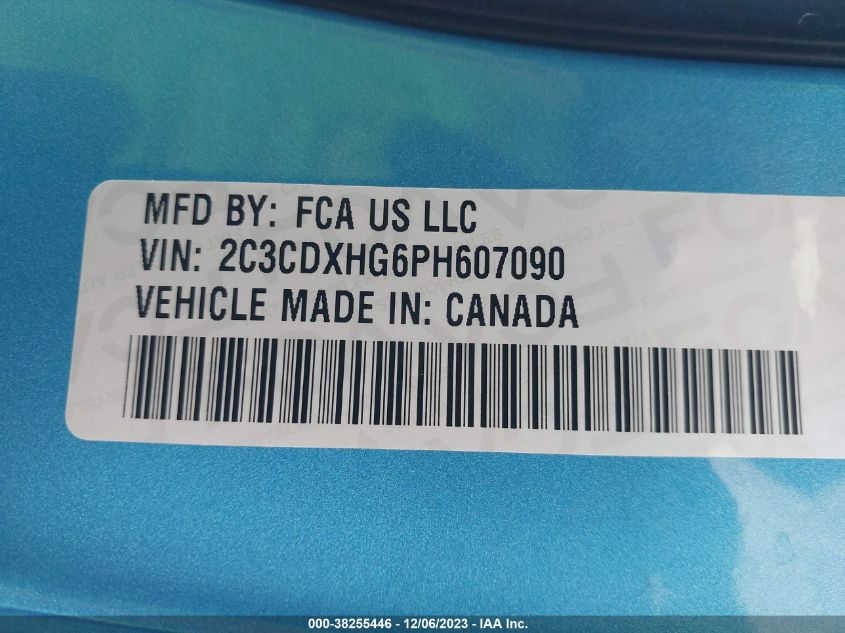 MFD BY: FCA US LLC
VIN: 2C3CDXHG6PH607090
VEHICLE MADE IN: CANADA
000-38255446 - 12/06/2023 - IAA Inc.